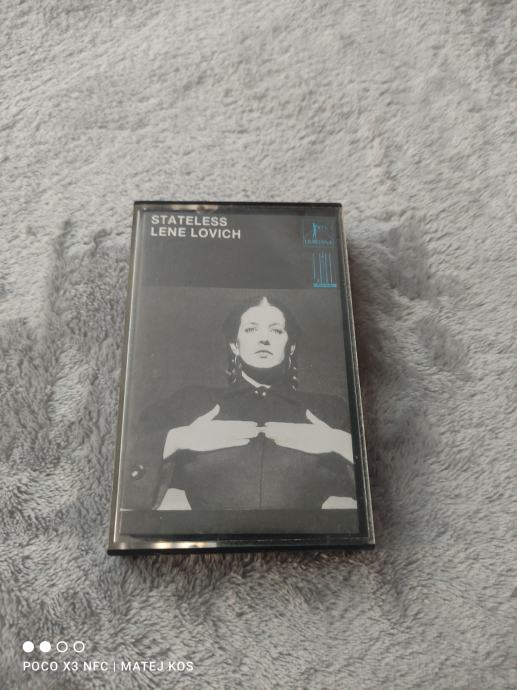 STATELESS
LENE LOVICH
POCO X3 NFC | MATEJ KOS